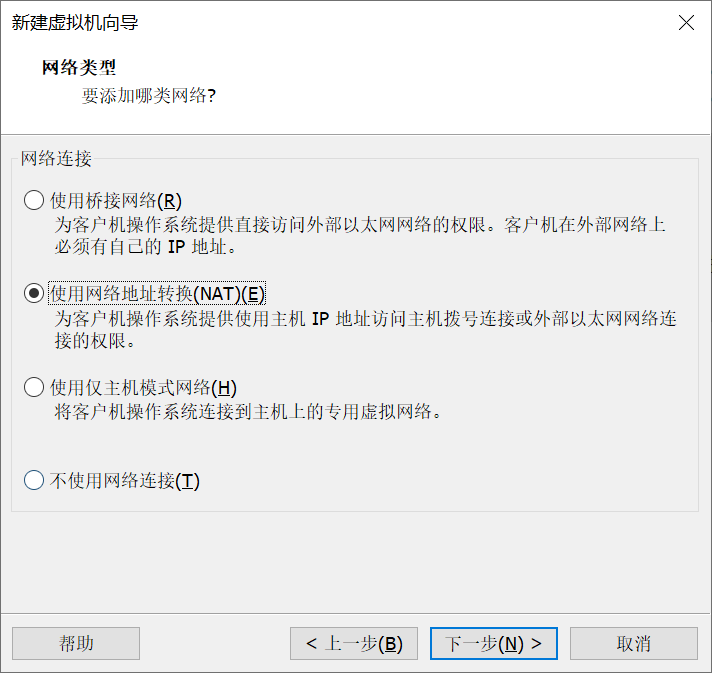 新建虚拟机向导
网络类型
要添加哪类网络?
网络连接
使用桥接网络(R)
为客户机操作系统提供直接访问外部以太网网络的权限。客户机在外部网络上
必须有自己的 IP 地址。
使用网络地址转换(NAT)(E)
为客户机操作系统提供使用主机 IP 地址访问主机拨号连接或外部以太网网络连
接的权限。
使用仅主机模式网络(H)
将客户机操作系统连接到主机上的专用虚拟网络。
不使用网络连接(T)
帮助
< 上一步(B)
下一步(N) >
取消